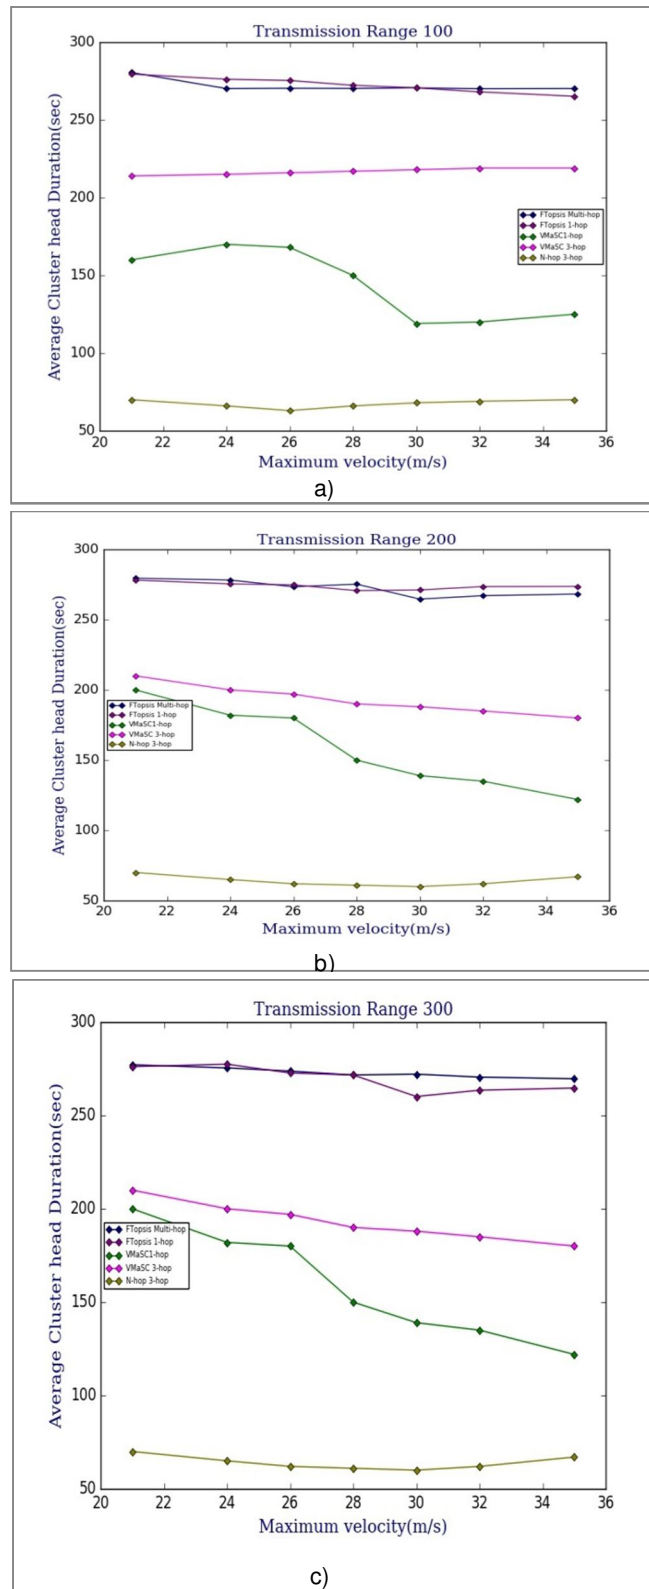 Transmission Range 100
Average Cluster head Duration(sec)
300
250
200
150
100
50
FTopsis Multi-hop
FTopsis 1-hop
VMaSC1-hop
VMaSC 3-hop
N-hop 3-hop
20 22 24 26 28 30 32 34 36
Maximum velocity(m/s)
a)
Transmission Range 200
Average Cluster head Duration(sec)
300
250
200
150
100
50
FTopsis Multi-hop
FTopsis 1-hop
VMaSC1-hop
VMaSC 3-hop
N-hop 3-hop
20 22 24 26 28 30 32 34 36
Maximum velocity(m/s)
b)
Transmission Range 300
Average Cluster head Duration(sec)
300
250
200
150
100
50
FTopsis Multi-hop
FTopsis 1-hop
VMaSC1-hop
VMaSC 3-hop
N-hop 3-hop
20 22 24 26 28 30 32 34 36
Maximum velocity(m/s)
c)